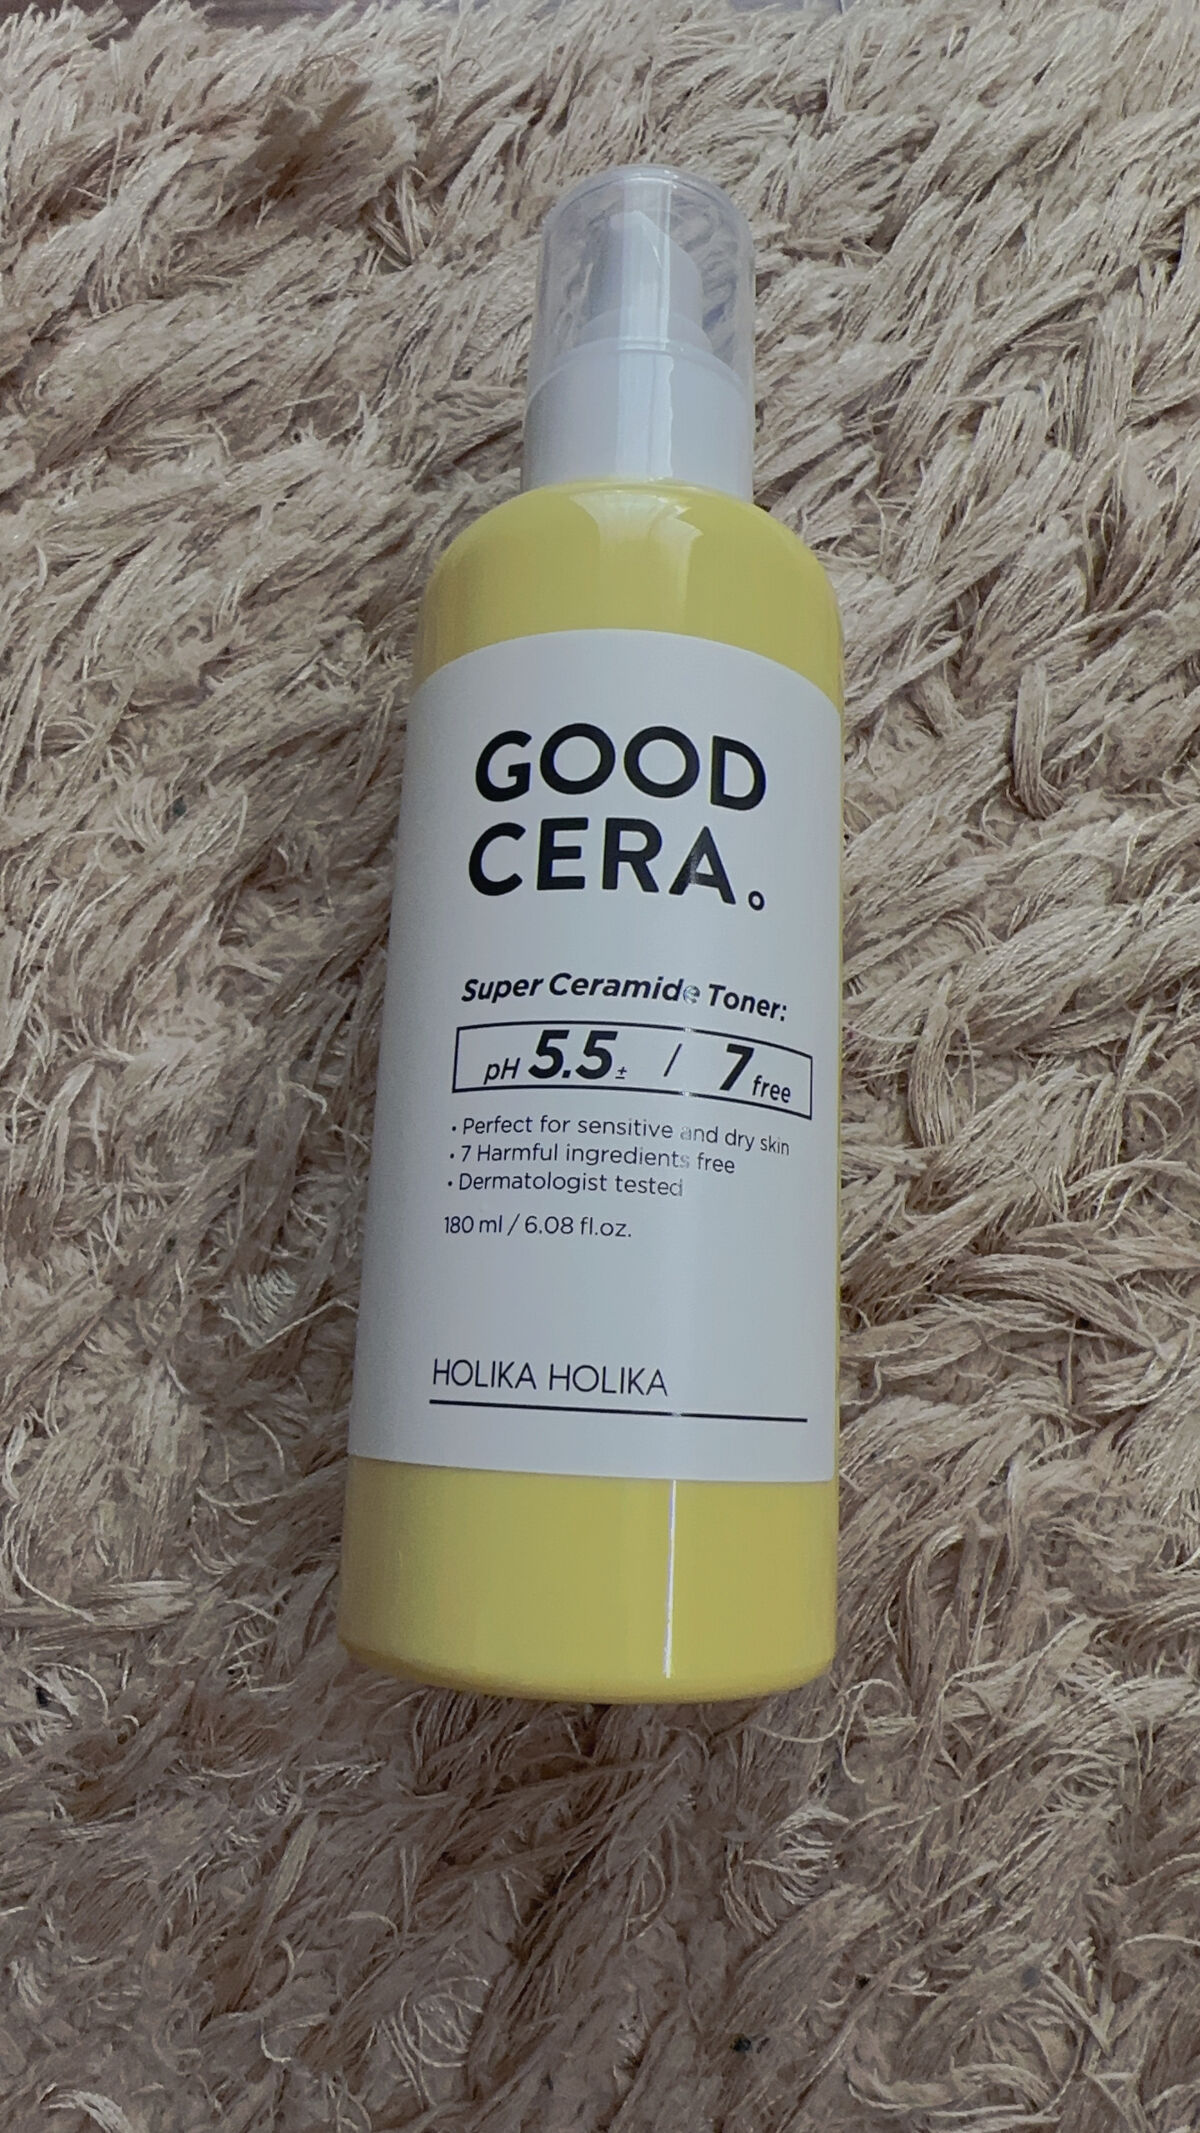 GOOD
CERA.
Super Ceramide Toner:
pH 5.5± / 7 free
• Perfect for sensitive and dry skin
• 7 Harmful ingredients free
• Dermatologist tested
180 ml / 6.08 fl.oz.
HOLIKA HOLIKA